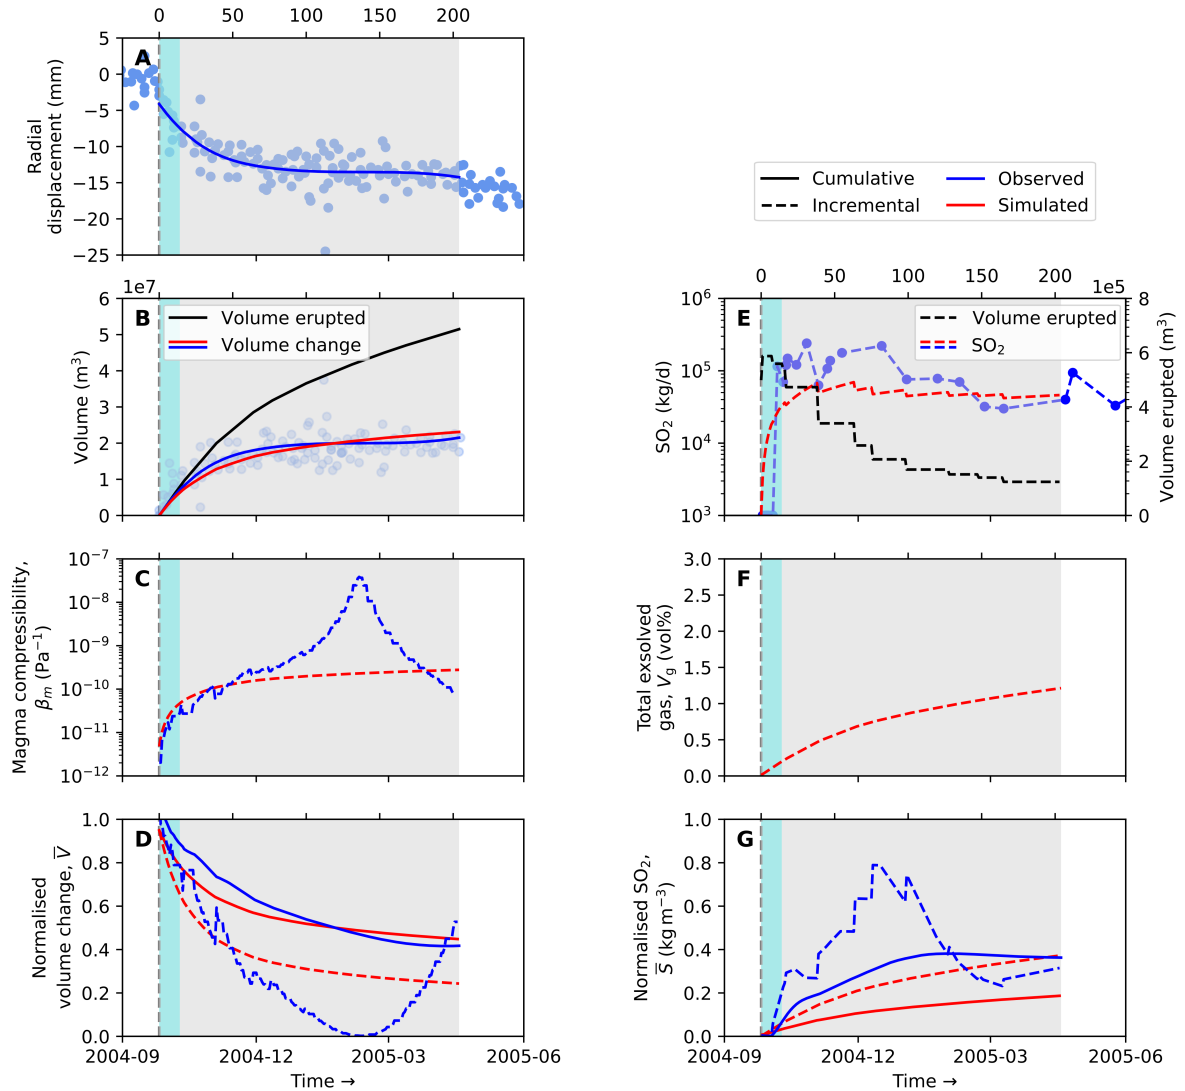 0 50 100 150 200
A
5
0
−5
−10
−15
−20
−25
Radial
displacement (mm)
Cumulative
Incremental
Observed
Simulated
1e7
B
Volume erupted
Volume change
6
5
4
3
2
1
0
Volume (m³)
0 50 100 150 200
1e5
E
Volume erupted
SO₂
10⁶
10⁵
10⁴
10³
SO₂ (kg/d)
8
6
4
2
0
Volume erupted (m³)
C
10⁻⁷
10⁻⁸
10⁻⁹
10⁻¹⁰
10⁻¹¹
10⁻¹²
Magma compressibility,
βₘ (Pa⁻¹)
F
3.0
2.5
2.0
1.5
1.0
0.5
0.0
Total exsolved
gas, V_g (vol%)
D
1.0
0.8
0.6
0.4
0.2
0.0
Normalised
volume change, V̅
2004-09 2004-12 2005-03 2005-06
Time →
G
1.0
0.8
0.6
0.4
0.2
0.0
Normalised SO₂,
S̅ (kg m⁻³)
2004-09 2004-12 2005-03 2005-06
Time →